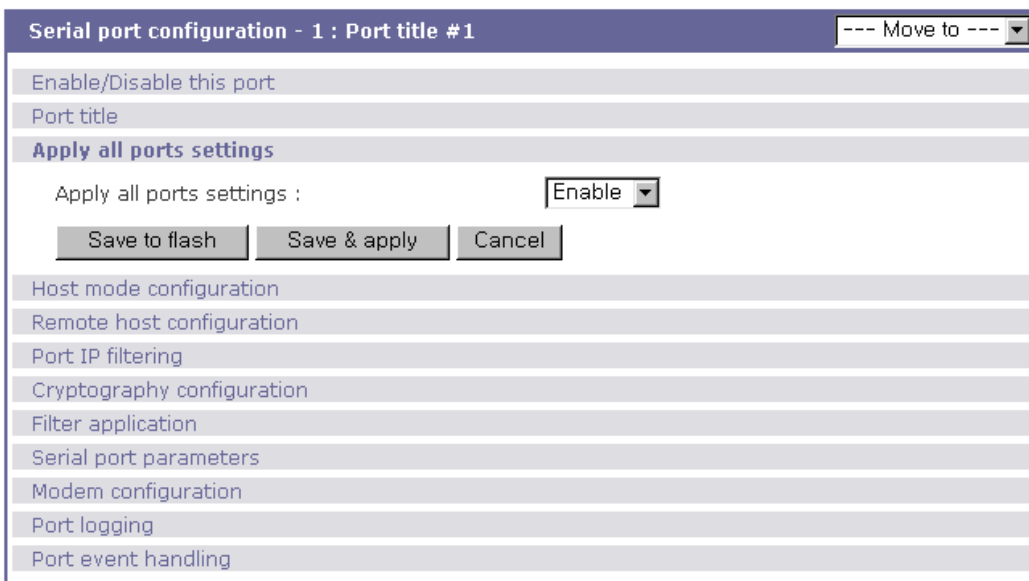 Serial port configuration - 1 : Port title #1 --- Move to ---
Enable/Disable this port
Port title
Apply all ports settings
Apply all ports settings : Enable
Save to flash Save & apply Cancel
Host mode configuration
Remote host configuration
Port IP filtering
Cryptography configuration
Filter application
Serial port parameters
Modem configuration
Port logging
Port event handling